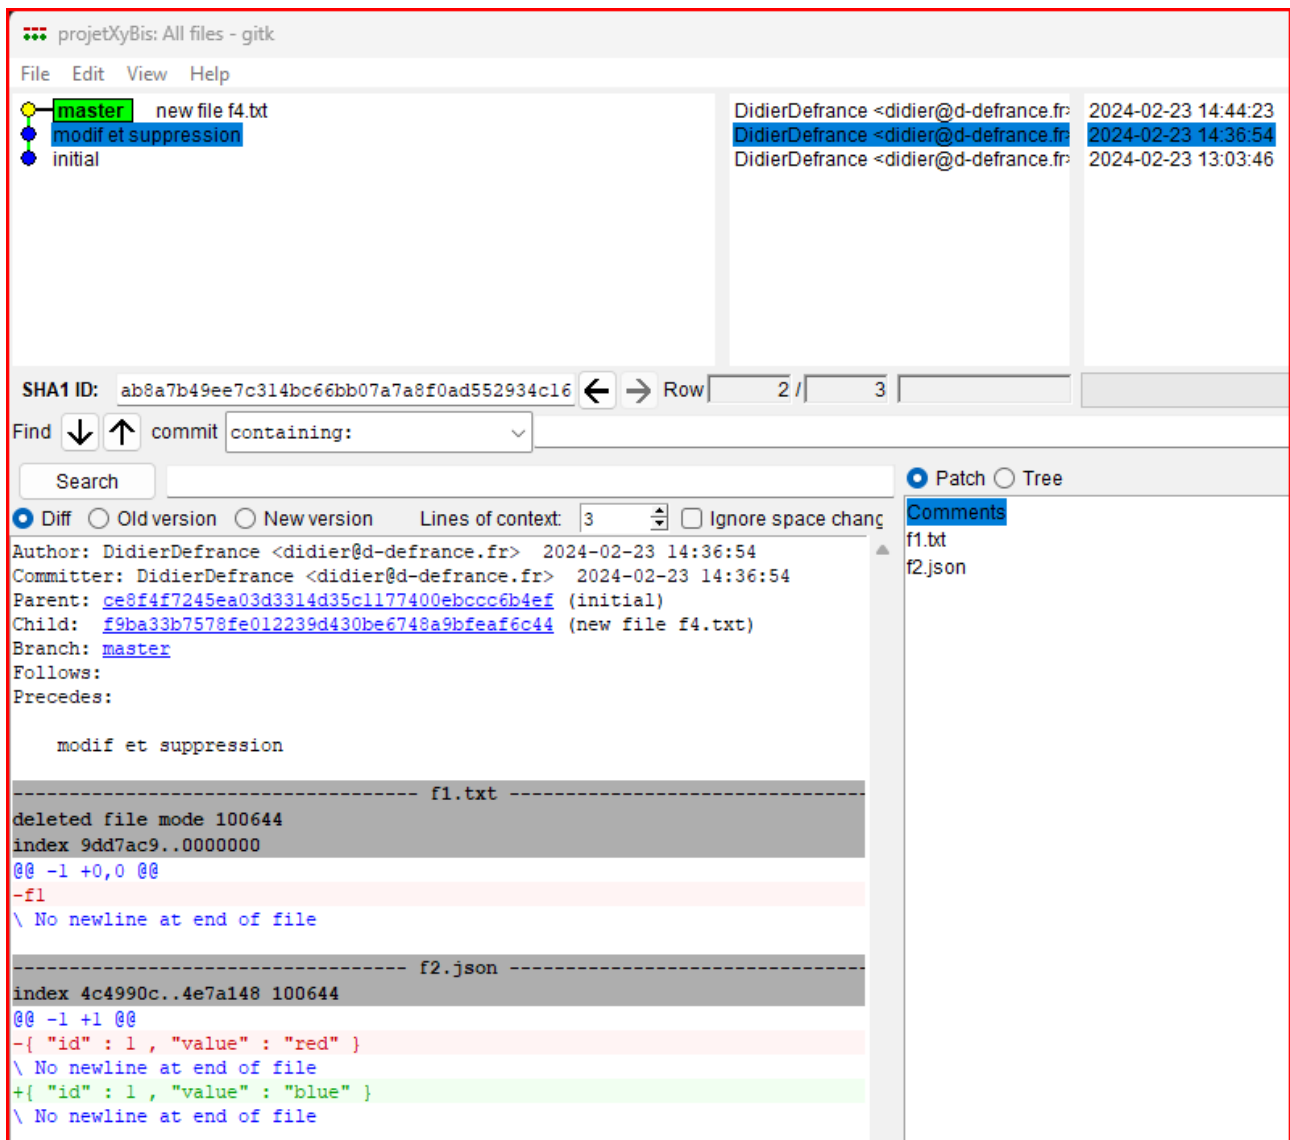 projetXyBis: All files - gitk
File Edit View Help
master new file f4.txt DidierDefrance <didier@d-defrance.fr> 2024-02-23 14:44:23
modif et suppression DidierDefrance <didier@d-defrance.fr> 2024-02-23 14:36:54
initial DidierDefrance <didier@d-defrance.fr> 2024-02-23 13:03:46
SHA1 ID: ab8a7b49ee7c314bc66bb07a7a8f0ad552934c16 Row 2 / 3
Find commit containing:
Search
Patch Tree
Diff Old version New version Lines of context: 3 Ignore space chang
Comments
f1.txt
f2.json
Author: DidierDefrance <didier@d-defrance.fr> 2024-02-23 14:36:54
Committer: DidierDefrance <didier@d-defrance.fr> 2024-02-23 14:36:54
Parent: ce8f4f7245ea03d3314d35c1177400ebccc6b4ef (initial)
Child: f9ba33b7578fe012239d430be6748a9bfeaf6c44 (new file f4.txt)
Branch: master
Follows:
Precedes:
modif et suppression
------------------------------------ f1.txt --------------------------------
deleted file mode 100644
index 9dd7ac9..0000000
@@ -1 +0,0 @@
-f1
\ No newline at end of file
----------------------------------- f2.json --------------------------------
index 4c4990c..4e7a148 100644
@@ -1 +1 @@
-{ "id" : 1 , "value" : "red" }
\ No newline at end of file
+{ "id" : 1 , "value" : "blue" }
\ No newline at end of file